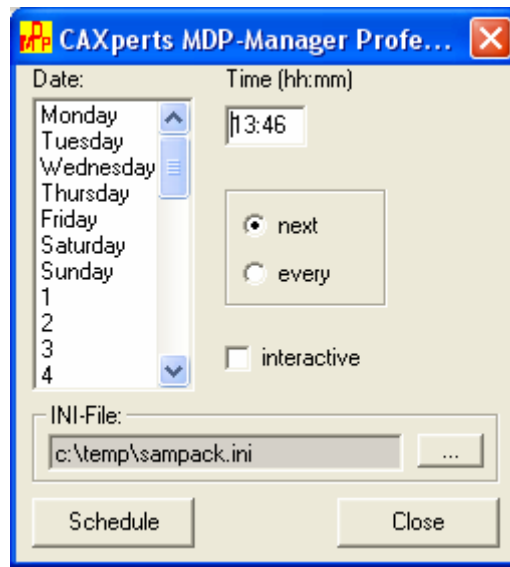 CAXperts MDP-Manager Profe...
Date:
Time (hh:mm)
Monday
Tuesday
Wednesday
Thursday
Friday
Saturday
Sunday
1
2
3
4
13:46
next
every
interactive
INI-File:
c:\temp\sampack.ini
...
Schedule
Close